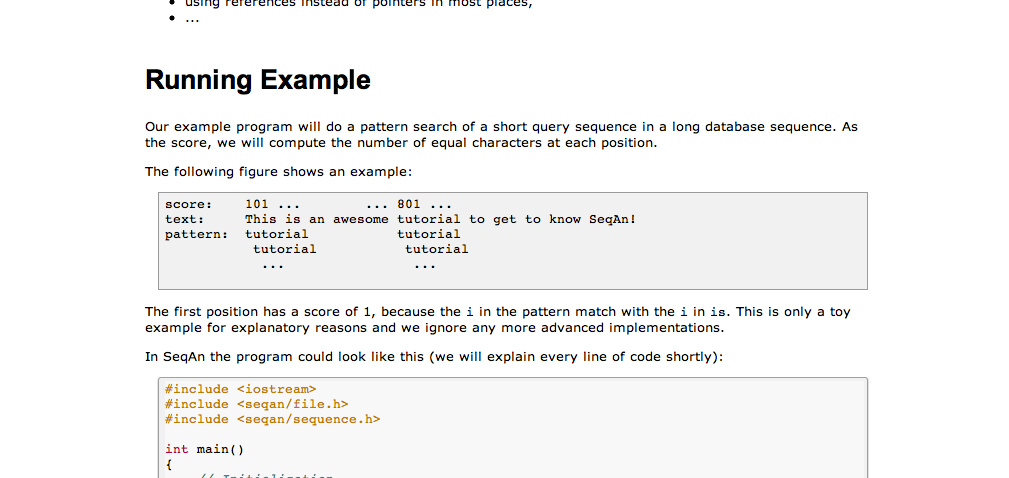 • using references instead of pointers in most places,
• ...
Running Example
Our example program will do a pattern search of a short query sequence in a long database sequence. As
the score, we will compute the number of equal characters at each position.
The following figure shows an example:
score:    101 ...        ... 801 ...
text:     This is an awesome tutorial to get to know SeqAn!
pattern:  tutorial           tutorial
           tutorial           tutorial
            ...                ...
The first position has a score of 1, because the i in the pattern match with the i in is. This is only a toy
example for explanatory reasons and we ignore any more advanced implementations.
In SeqAn the program could look like this (we will explain every line of code shortly):
#include <iostream>
#include <seqan/file.h>
#include <seqan/sequence.h>
int main()
{
// Initialization